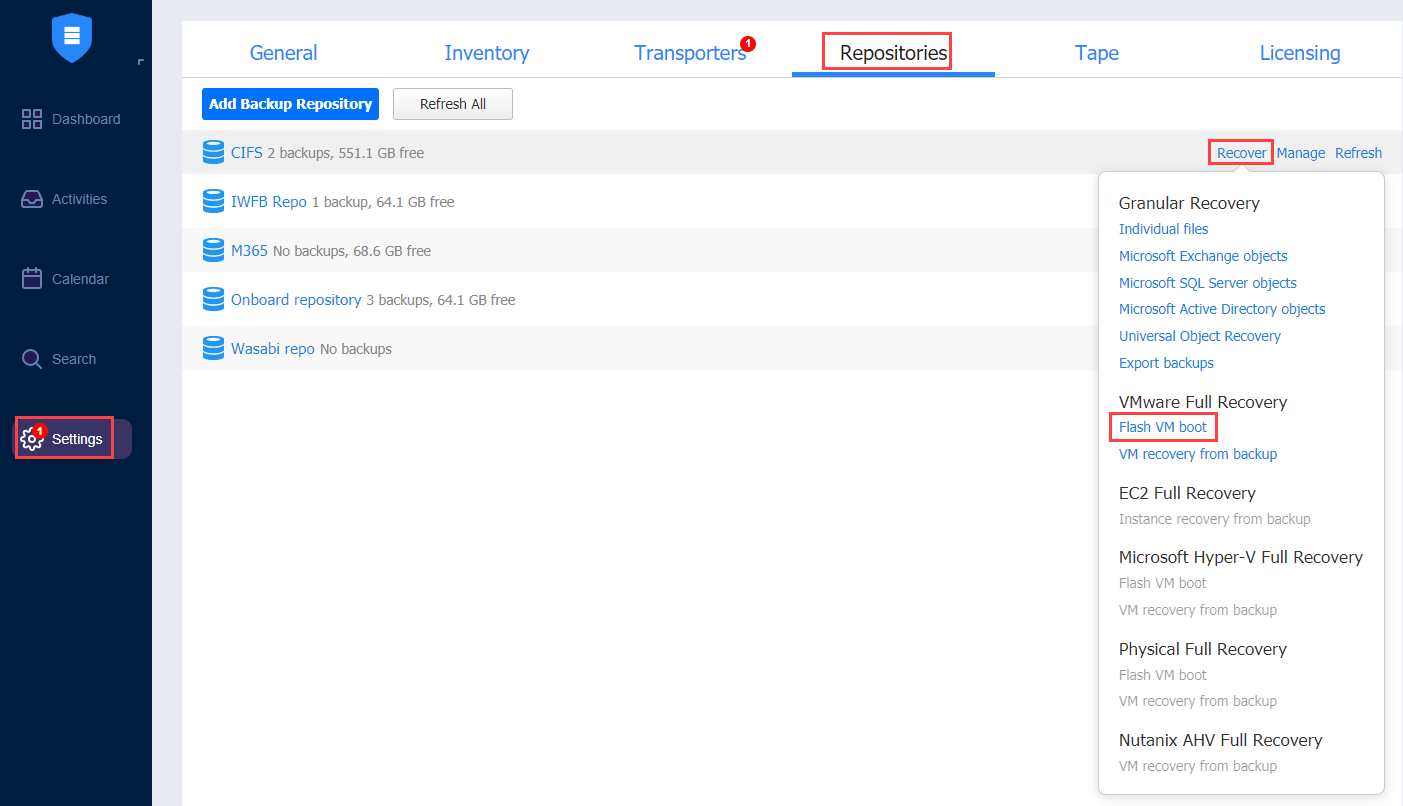 General
Inventory
Transporters 1
Repositories
Tape
Licensing
Dashboard
Activities
Calendar
Search
1 Settings
Add Backup Repository
Refresh All
CIFS 2 backups, 551.1 GB free
Recover Manage Refresh
IWFB Repo 1 backup, 64.1 GB free
M365 No backups, 68.6 GB free
Onboard repository 3 backups, 64.1 GB free
Wasabi repo No backups
Granular Recovery
Individual files
Microsoft Exchange objects
Microsoft SQL Server objects
Microsoft Active Directory objects
Universal Object Recovery
Export backups
VMware Full Recovery
Flash VM boot
VM recovery from backup
EC2 Full Recovery
Instance recovery from backup
Microsoft Hyper-V Full Recovery
Flash VM boot
VM recovery from backup
Physical Full Recovery
Flash VM boot
VM recovery from backup
Nutanix AHV Full Recovery
VM recovery from backup